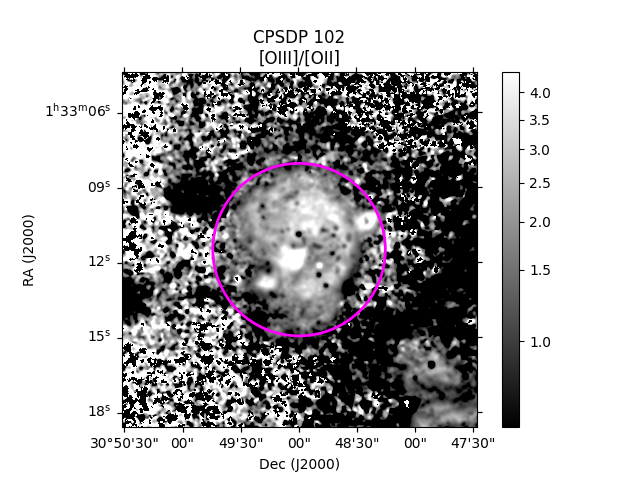 CPSDP 102
[OIII]/[OII]
1h33m06s
09s
12s
15s
18s
RA (J2000)
30°50'30" 00" 49'30" 00" 48'30" 00" 47'30"
Dec (J2000)
4.0
3.5
3.0
2.5
2.0
1.5
1.0